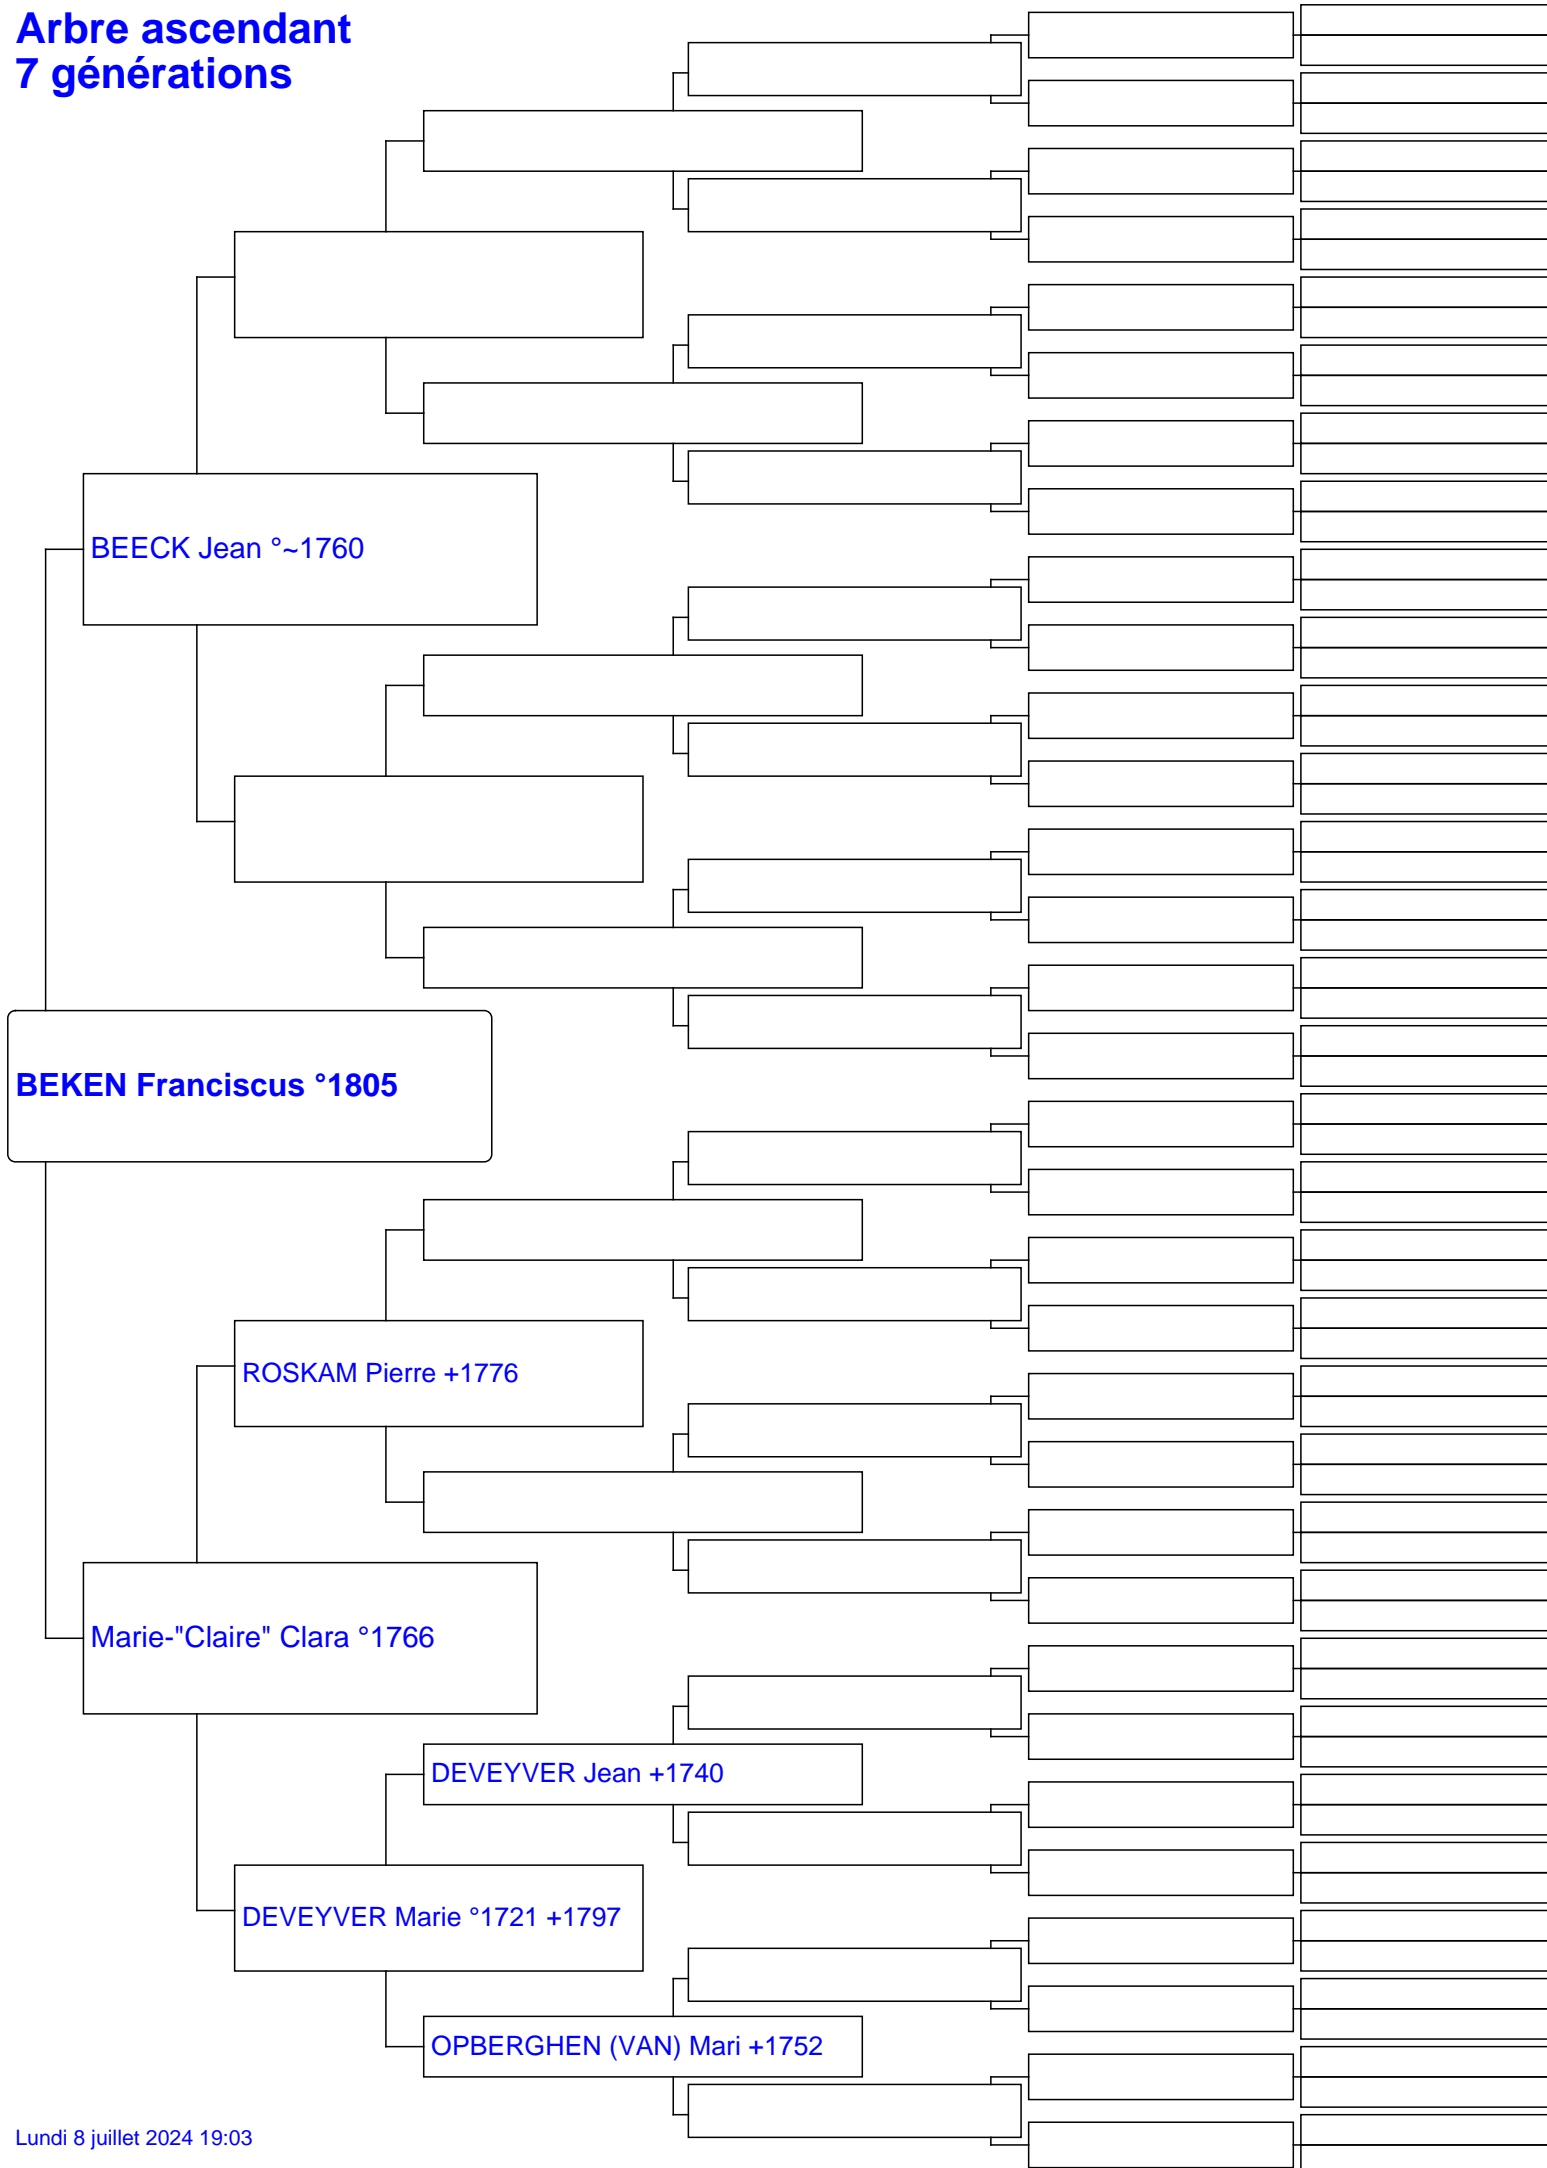 Arbre ascendant
7 générations
BEECK Jean °~1760
BEKEN Franciscus °1805
ROSKAM Pierre +1776
Marie-"Claire" Clara °1766
DEVEYVER Jean +1740
DEVEYVER Marie °1721 +1797
OPBERGHEN (VAN) Mari +1752
Lundi 8 juillet 2024 19:03